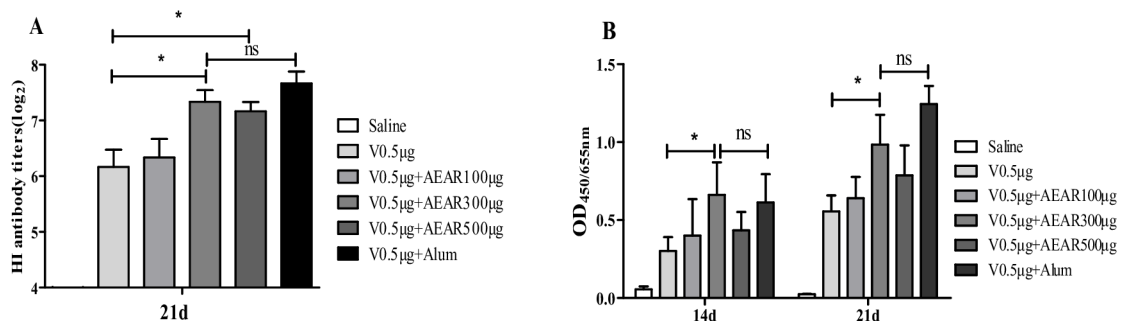 A
*
ns
*
HI antibody titers(log2)
8
7
6
5
4
21d
Saline
V0.5μg
V0.5μg+AEAR100μg
V0.5μg+AEAR300μg
V0.5μg+AEAR500μg
V0.5μg+Alum
B
ns
*
ns
*
OD450/655nm
1.5
1.0
0.5
0.0
14d
21d
Saline
V0.5μg
V0.5μg+AEAR100μg
V0.5μg+AEAR300μg
V0.5μg+AEAR500μg
V0.5μg+Alum